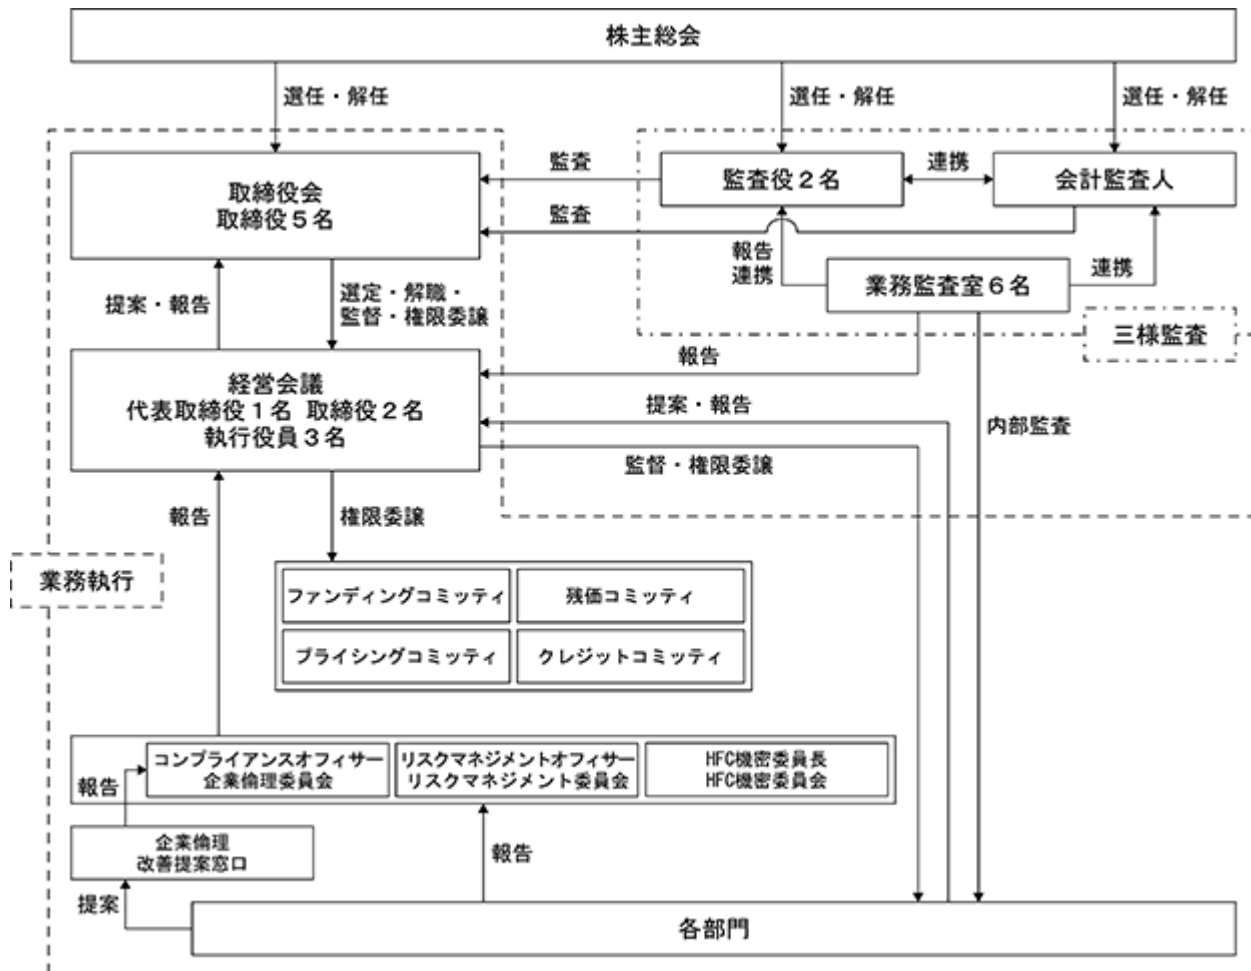 株主総会
選任・解任
選任・解任
選任・解任
取締役会
取締役５名
監査
監査
監査役２名
連携
会計監査人
報告
連携
業務監査室６名
連携
三様監査
提案・報告
選定・解職・
監督・権限委譲
経営会議
代表取締役１名 取締役２名
執行役員３名
報告
提案・報告
監督・権限委譲
内部監査
報告
権限委譲
業務執行
ファンディングコミッティ
残価コミッティ
プライシングコミッティ
クレジットコミッティ
コンプライアンスオフィサー
企業倫理委員会
リスクマネジメントオフィサー
リスクマネジメント委員会
HFC機密委員長
HFC機密委員会
報告
企業倫理
改善提案窓口
報告
提案
各部門